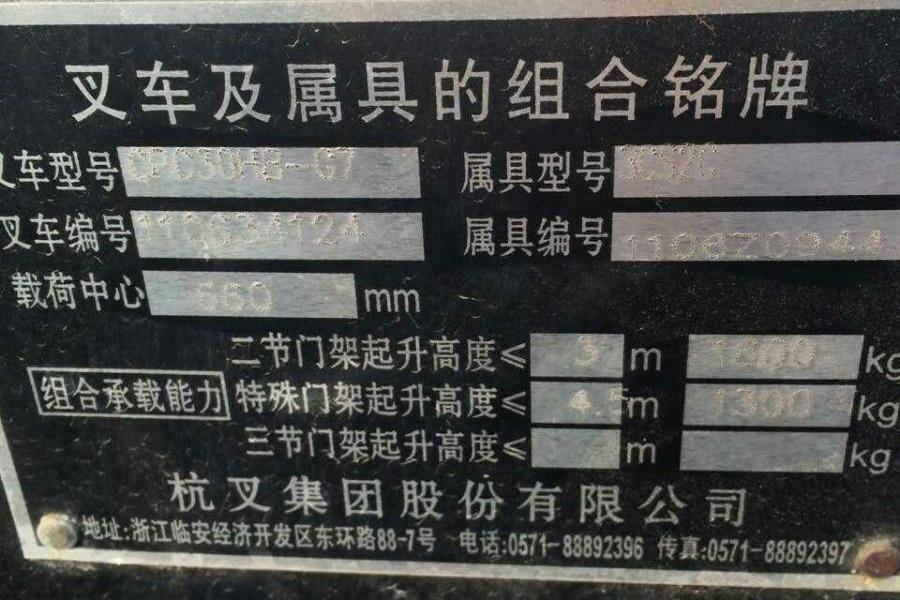 叉车及属具的组合铭牌
叉车型号 CPC30HB-G7 属具型号
叉车编号 属具编号 1106Z0944
载荷中心 mm
二节门架起升高度≤ 3 m kg
组合承载能力 特殊门架起升高度≤ 4.5 m 1300 kg
三节门架起升高度≤ m kg
杭叉集团股份有限公司
地址:浙江临安经济开发区东环路88-7号 电话:0571-88892396 传真:0571-88892397